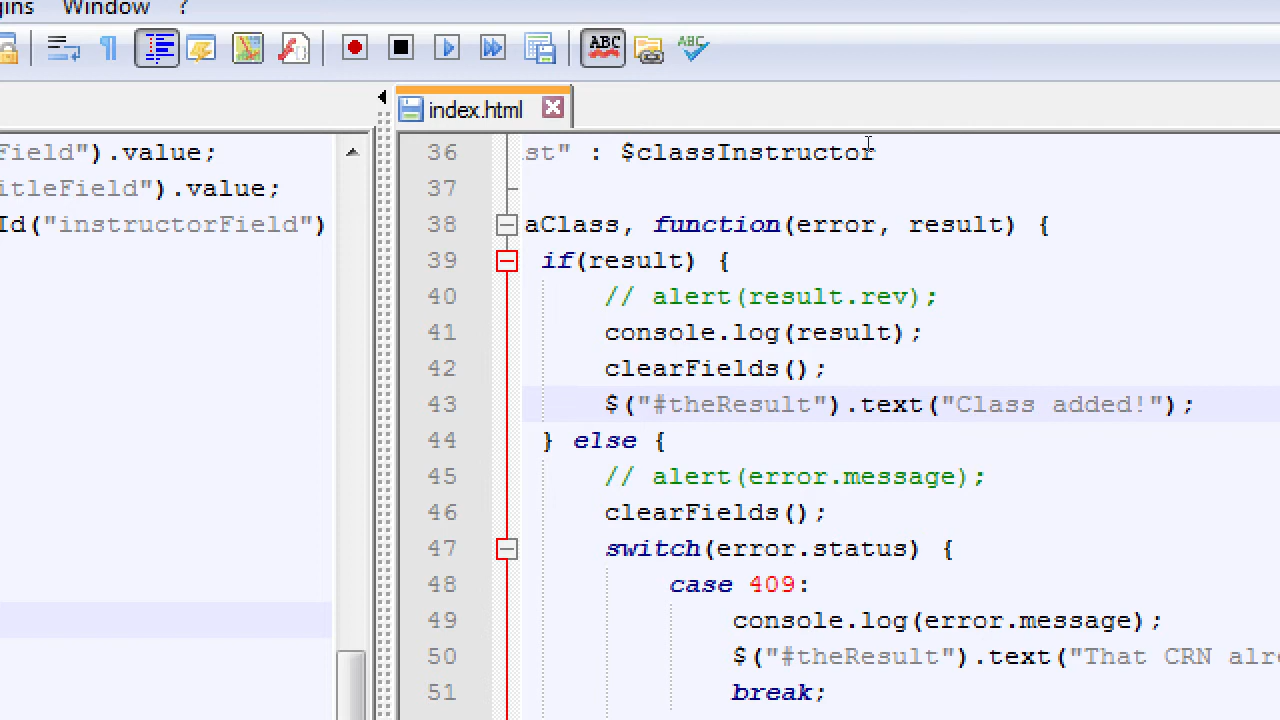 gins Window ?
ABC ABC
index.html
Field").value;
itleField").value;
Id("instructorField")
36 st" : $classInstructor
37
38 aClass, function(error, result) {
39 if(result) {
40 // alert(result.rev);
41 console.log(result);
42 clearFields();
43 $("#theResult").text("Class added!");
44 } else {
45 // alert(error.message);
46 clearFields();
47 switch(error.status) {
48 case 409:
49 console.log(error.message);
50 $("#theResult").text("That CRN alre
51 break;